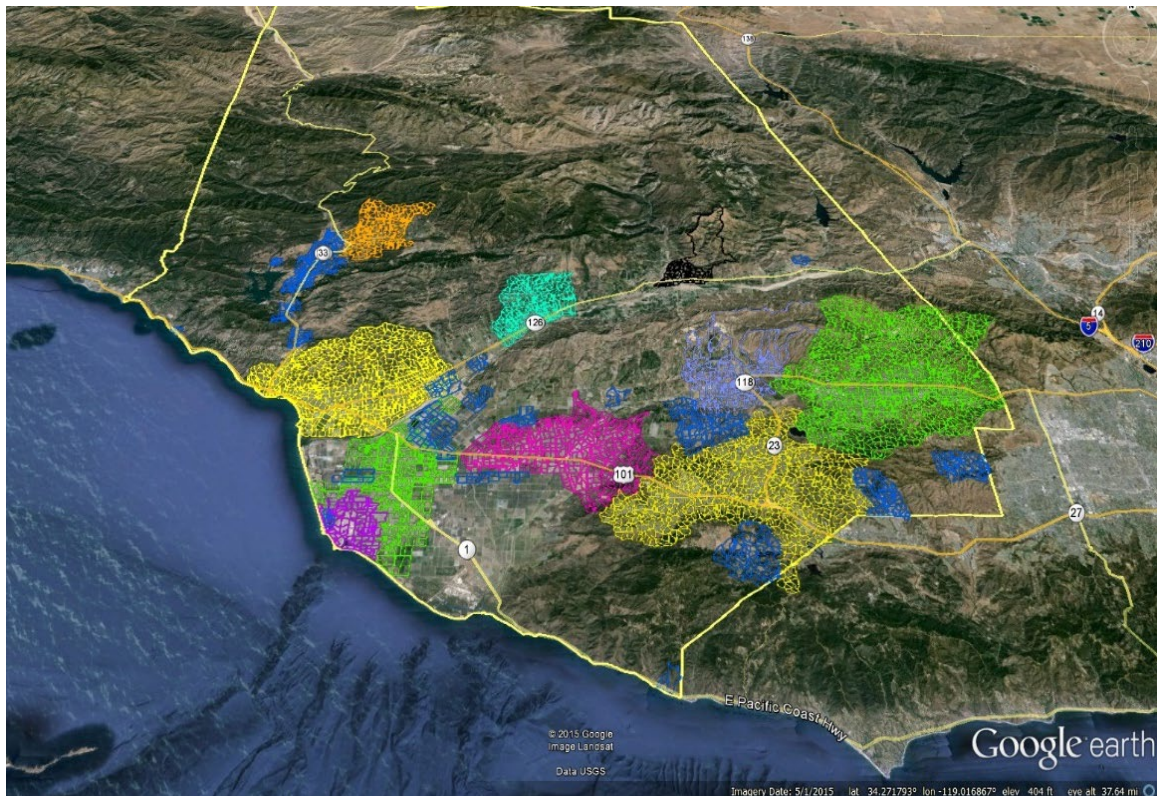 138
33
126
14
5
210
118
23
101
27
1
E Pacific Coast Hwy
© 2015 Google
Image Landsat
Data USGS
Google earth
Imagery Date: 5/1/2015 lat 34.271793° lon -119.016867° elev 404 ft eye alt 37.64 mi